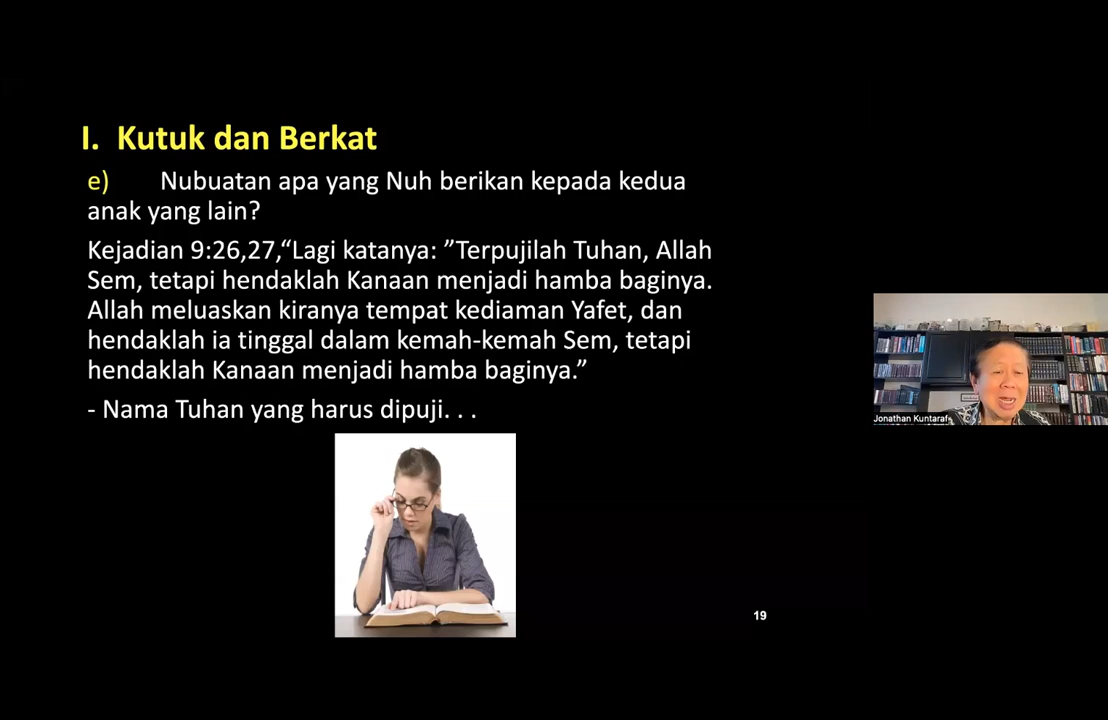 I. Kutuk dan Berkat
e) Nubuatan apa yang Nuh berikan kepada kedua
anak yang lain?
Kejadian 9:26,27,“Lagi katanya: ”Terpujilah Tuhan, Allah
Sem, tetapi hendaklah Kanaan menjadi hamba baginya.
Allah meluaskan kiranya tempat kediaman Yafet, dan
hendaklah ia tinggal dalam kemah-kemah Sem, tetapi
hendaklah Kanaan menjadi hamba baginya.”
- Nama Tuhan yang harus dipuji. . .
Jonathan Kuntaraf
19